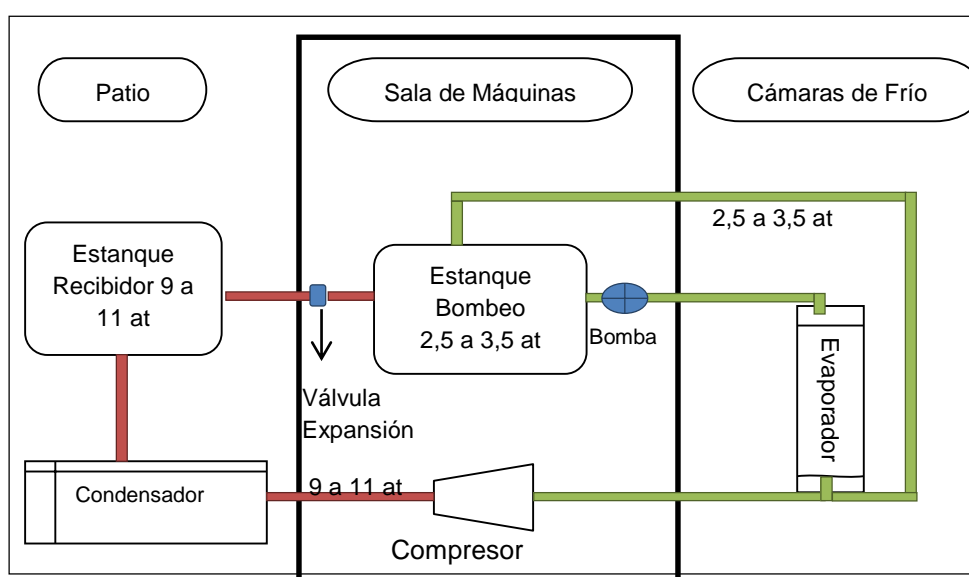 Patio
Sala de Máquinas
Cámaras de Frío
2,5 a 3,5 at
Estanque
Recibidor 9 a
11 at
Estanque
Bombeo
2,5 a 3,5 at
Bomba
Válvula
Expansión
Evaporador
Condensador
9 a 11 at
Compresor